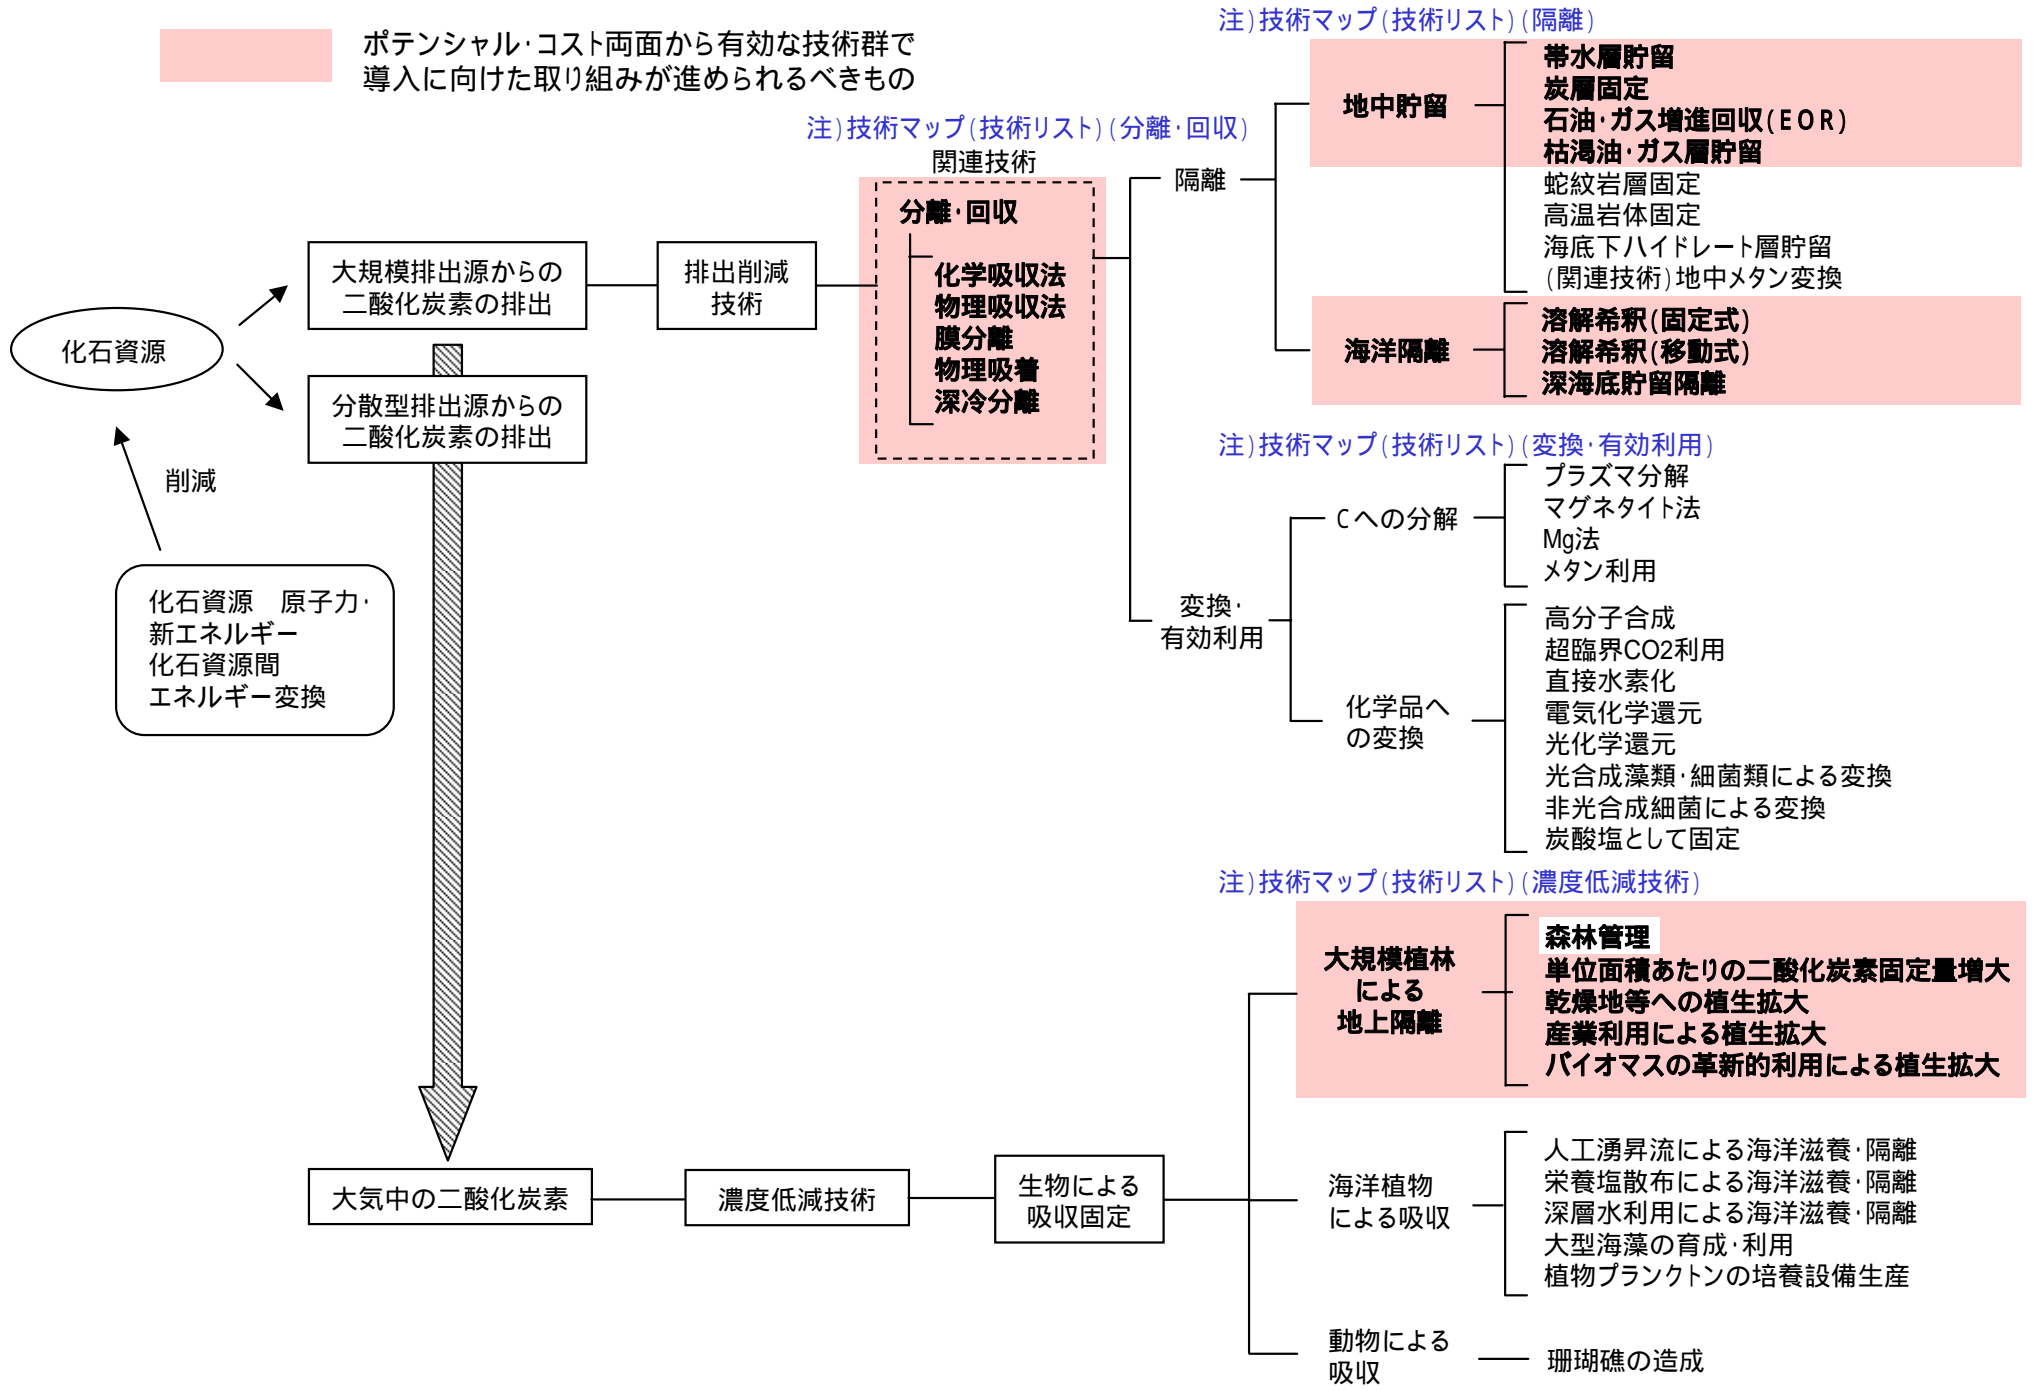 ポテンシャル・コスト両面から有効な技術群で
導入に向けた取り組みが進められるべきもの
注)技術マップ(技術リスト)(隔離)
地中貯留
帯水層貯留
炭層固定
石油・ガス増進回収(EOR)
枯渇油・ガス層貯留
蛇紋岩層固定
高温岩体固定
海底下ハイドレート層貯留
(関連技術)地中メタン変換
注)技術マップ(技術リスト)(分離・回収)
関連技術
分離・回収
化学吸収法
物理吸収法
膜分離
物理吸着
深冷分離
隔離
海洋隔離
溶解希釈(固定式)
溶解希釈(移動式)
深海底貯留隔離
化石資源
大規模排出源からの
二酸化炭素の排出
排出削減
技術
分散型排出源からの
二酸化炭素の排出
削減
化石資源　原子力・
新エネルギー
化石資源間
エネルギー変換
注)技術マップ(技術リスト)(変換・有効利用)
変換・
有効利用
Cへの分解
プラズマ分解
マグネタイト法
Mg法
メタン利用
化学品へ
の変換
高分子合成
超臨界CO2利用
直接水素化
電気化学還元
光化学還元
光合成藻類・細菌類による変換
非光合成細菌による変換
炭酸塩として固定
注)技術マップ(技術リスト)(濃度低減技術)
大規模植林
による
地上隔離
森林管理
単位面積あたりの二酸化炭素固定量増大
乾燥地等への植生拡大
産業利用による植生拡大
バイオマスの革新的利用による植生拡大
大気中の二酸化炭素
濃度低減技術
生物による
吸収固定
海洋植物
による吸収
人工湧昇流による海洋滋養・隔離
栄養塩散布による海洋滋養・隔離
深層水利用による海洋滋養・隔離
大型海藻の育成・利用
植物プランクトンの培養設備生産
動物による
吸収
珊瑚礁の造成